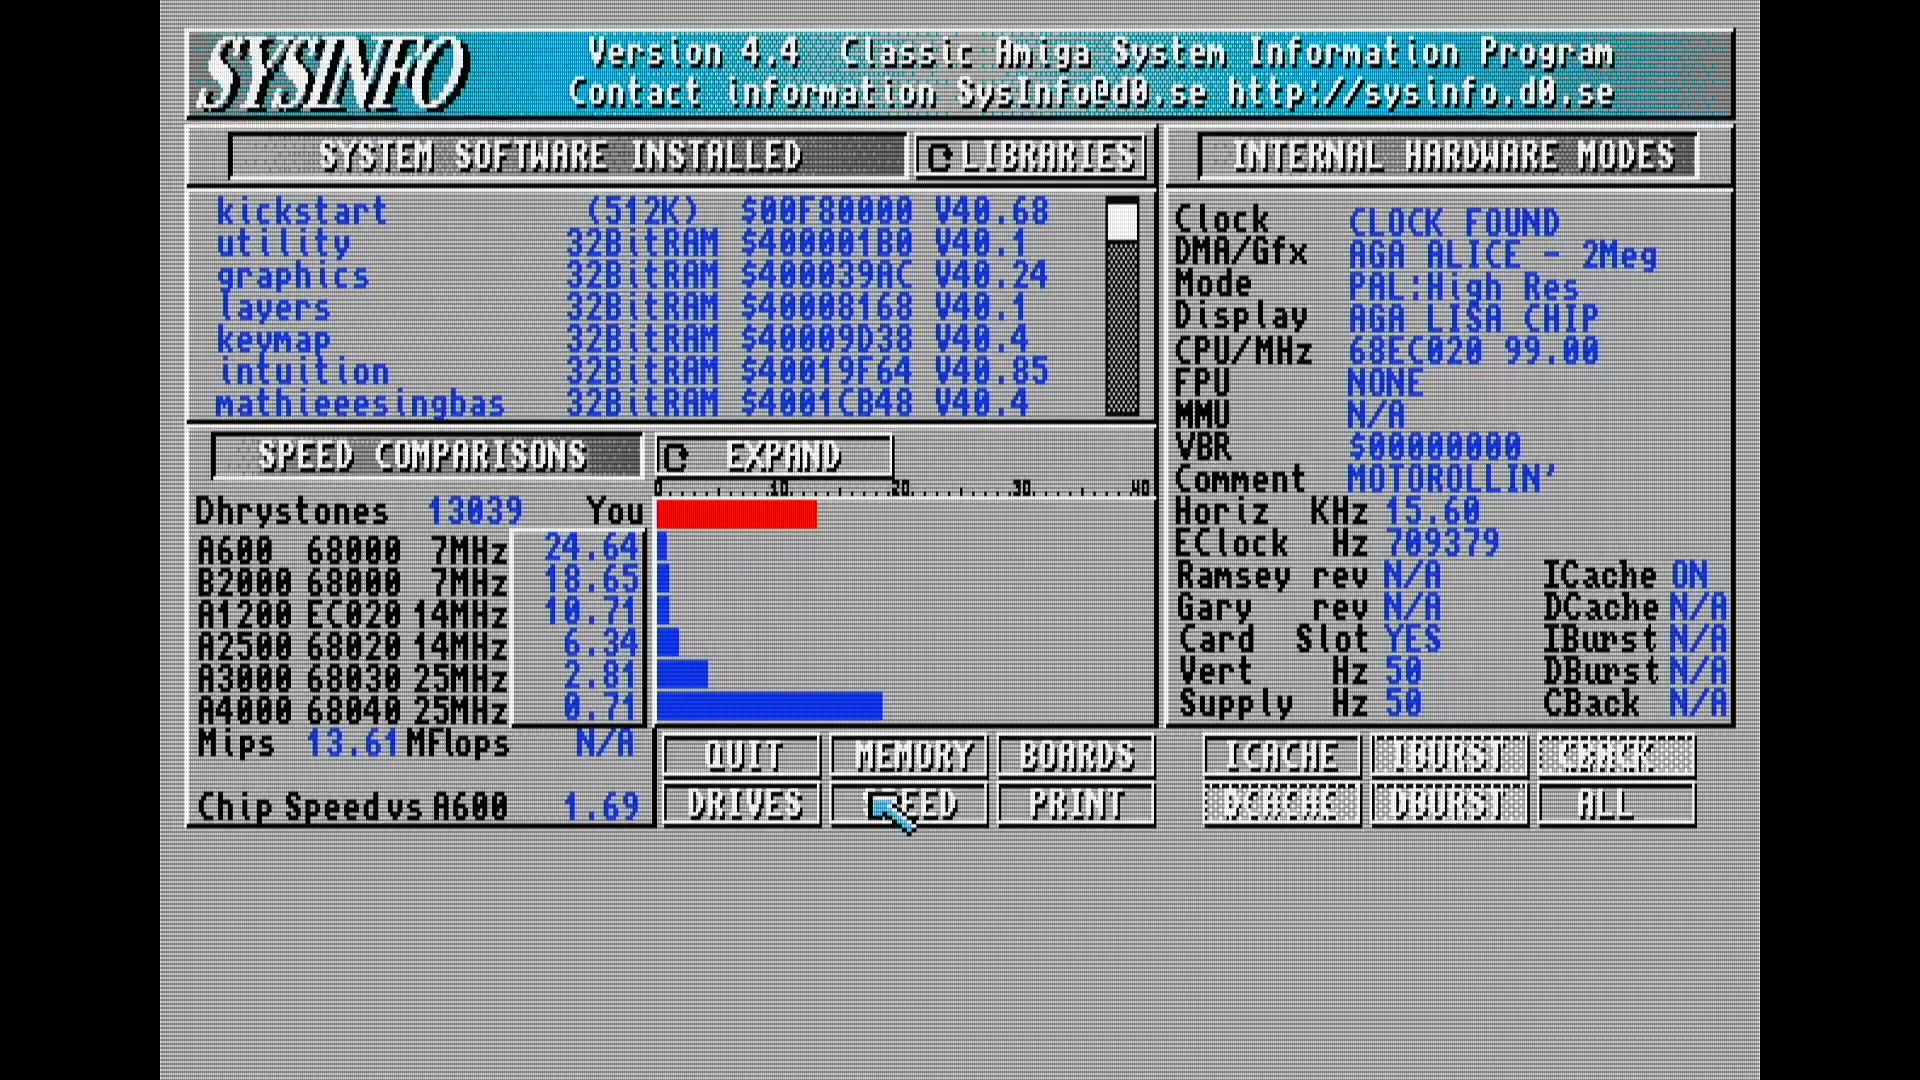 SYSINFO
Version 4.4 Classic Amiga System Information Program
Contact information SysInfo@d0.se http://sysinfo.d0.se
SYSTEM SOFTWARE INSTALLED LIBRARIES
kickstart (512K) $00F80000 V40.68
utility 32BitRAM $400001B0 V40.1
graphics 32BitRAM $400039AC V40.24
layers 32BitRAM $40008168 V40.1
keymap 32BitRAM $40009D38 V40.4
intuition 32BitRAM $40019F64 V40.85
mathieeesingbas 32BitRAM $4001CB48 V40.4
INTERNAL HARDWARE MODES
Clock CLOCK FOUND
DMA/Gfx AGA ALICE - 2Meg
Mode PAL:High Res
Display AGA LISA CHIP
CPU/MHz 68EC020 99.00
FPU NONE
MMU N/A
VBR $00000000
Comment MOTOROLLIN'
Horiz KHz 15.60
EClock Hz 709379
Ramsey rev N/A ICache ON
Gary rev N/A DCache N/A
Card Slot YES IBurst N/A
Vert Hz 50 DBurst N/A
Supply Hz 50 CBack N/A
SPEED COMPARISONS EXPAND
0 10 20 30 40
Dhrystones 13039 You
A600 68000 7MHz 24.64
B2000 68000 7MHz 18.65
A1200 EC020 14MHz 10.71
A2500 68020 14MHz 6.34
A3000 68030 25MHz 2.81
A4000 68040 25MHz 0.71
Mips 13.61 MFlops N/A
Chip Speed vs A600 1.69
QUIT MEMORY BOARDS ICACHE IBURST CBACK
DRIVES SPEED PRINT DCACHE DBURST ALL